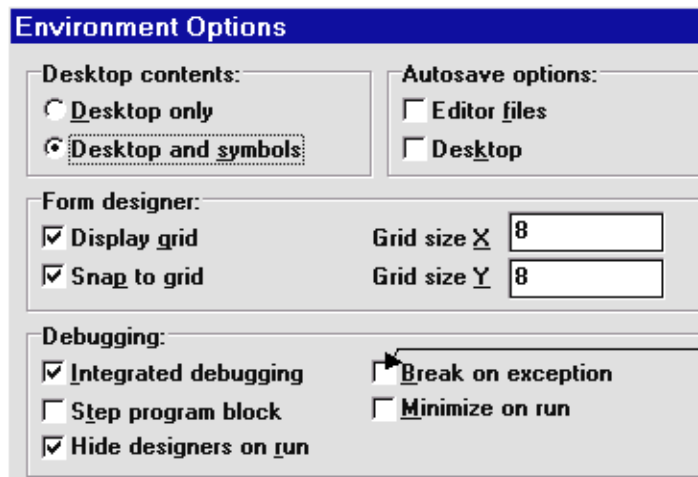 Environment Options
Desktop contents:
Desktop only
Desktop and symbols
Autosave options:
Editor files
Desktop
Form designer:
Display grid
Snap to grid
Grid size X 8
Grid size Y 8
Debugging:
Integrated debugging
Step program block
Hide designers on run
Break on exception
Minimize on run